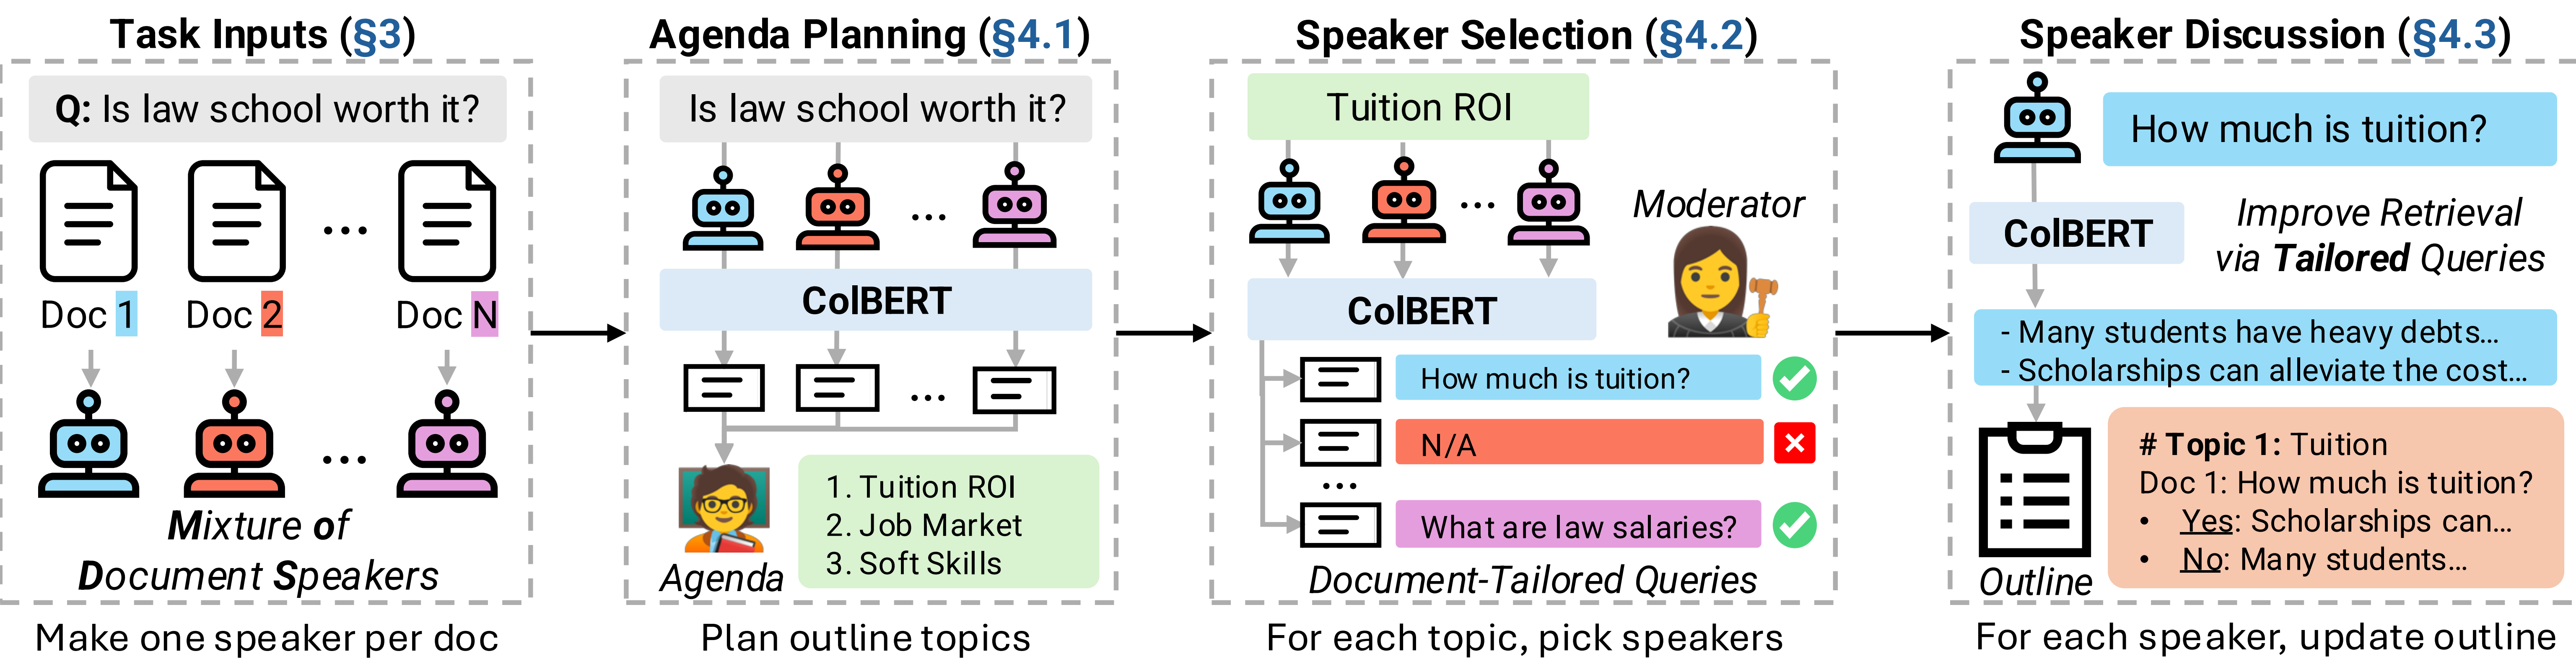 Task Inputs (§3)
Q: Is law school worth it?
...
Doc 1
Doc 2
Doc N
...
Mixture of
Document Speakers
Make one speaker per doc
Agenda Planning (§4.1)
Is law school worth it?
...
ColBERT
...
1. Tuition ROI
2. Job Market
3. Soft Skills
Agenda
Plan outline topics
Speaker Selection (§4.2)
Tuition ROI
...
Moderator
ColBERT
How much is tuition?
N/A
...
What are law salaries?
Document-Tailored Queries
For each topic, pick speakers
Speaker Discussion (§4.3)
How much is tuition?
ColBERT
Improve Retrieval
via Tailored Queries
- Many students have heavy debts...
- Scholarships can alleviate the cost...
# Topic 1: Tuition
Doc 1: How much is tuition?
• Yes: Scholarships can...
• No: Many students...
Outline
For each speaker, update outline